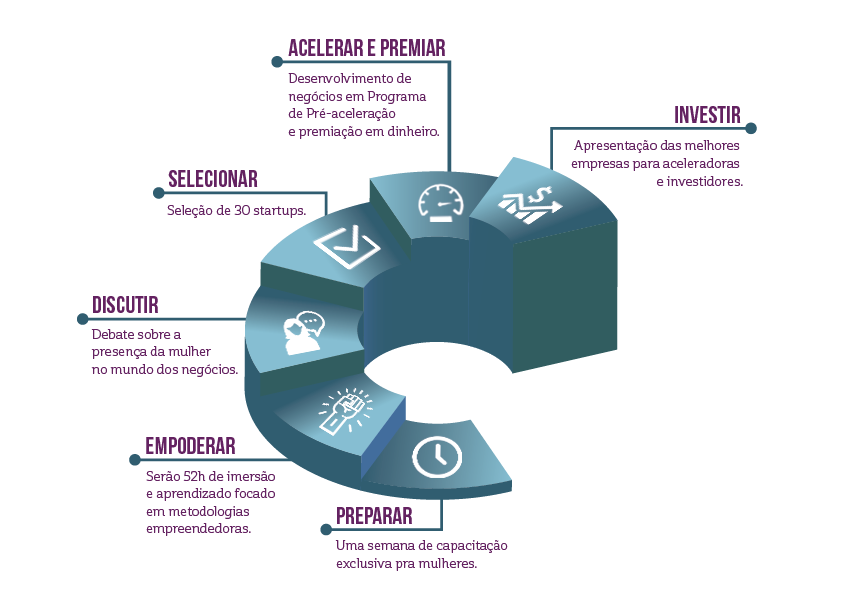 ACELERAR E PREMIAR
Desenvolvimento de
negócios em Programa
de Pré-aceleração
e premiação em dinheiro.
INVESTIR
Apresentação das melhores
empresas para aceleradoras
e investidores.
SELECIONAR
Seleção de 30 startups.
$
DISCUTIR
Debate sobre a
presença da mulher
no mundo dos negócios.
EMPODERAR
Serão 52h de imersão
e aprendizado focado
em metodologias
empreendedoras.
PREPARAR
Uma semana de capacitação
exclusiva pra mulheres.